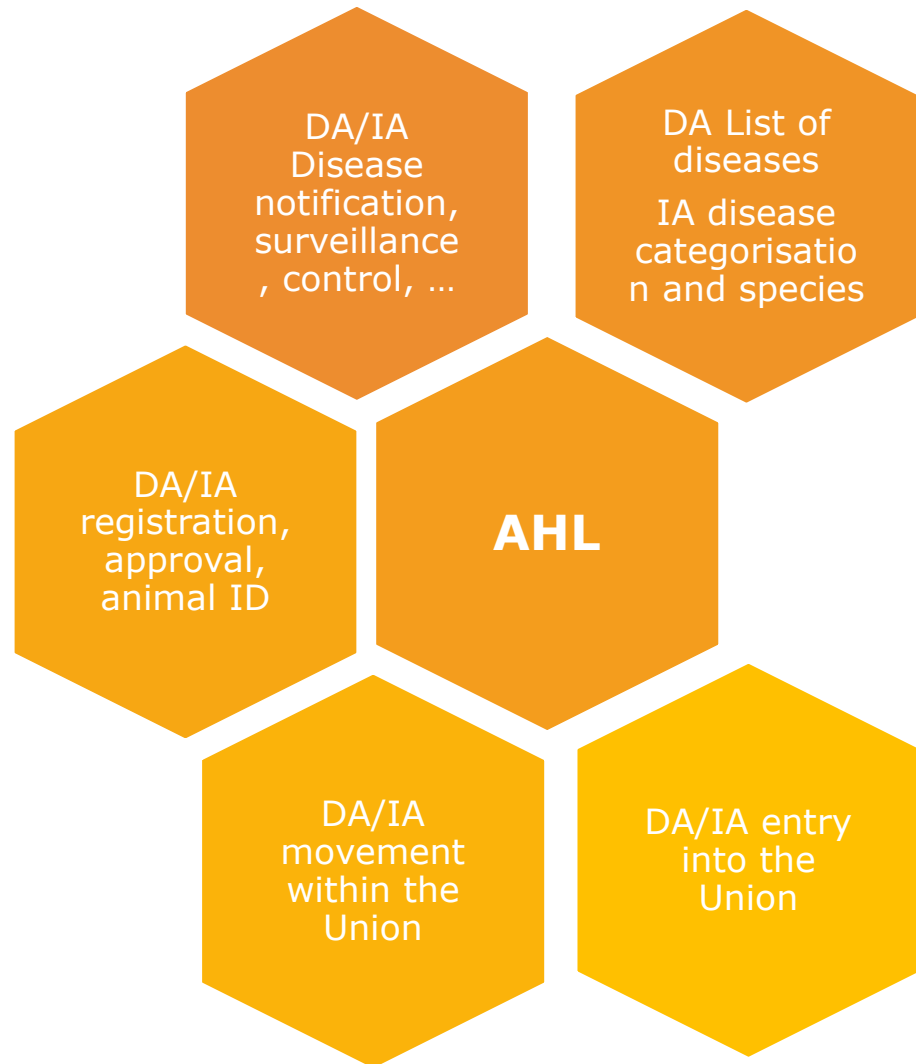 DA/IA
Disease
notification,
surveillance
, control, ...
DA List of
diseases
IA disease
categorisatio
n and species
DA/IA
registration,
approval,
animal ID
AHL
DA/IA
movement
within the
Union
DA/IA entry
into the
Union